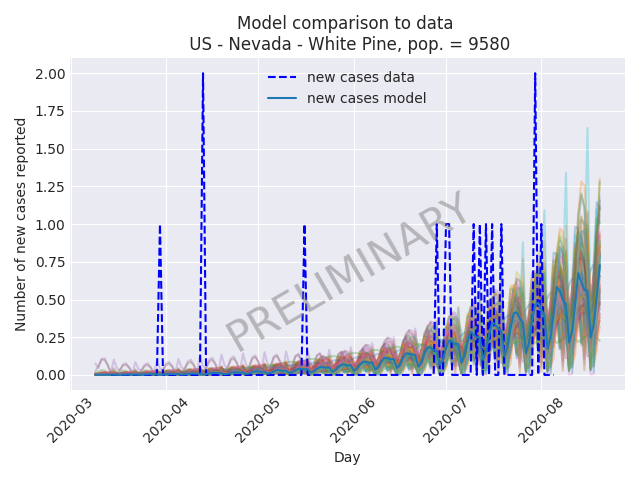 Model comparison to data
US - Nevada - White Pine, pop. = 9580
new cases data
new cases model
Number of new cases reported
2.00
1.75
1.50
1.25
1.00
0.75
0.50
0.25
0.00
PRELIMINARY
2020-03
2020-04
2020-05
2020-06
2020-07
2020-08
Day